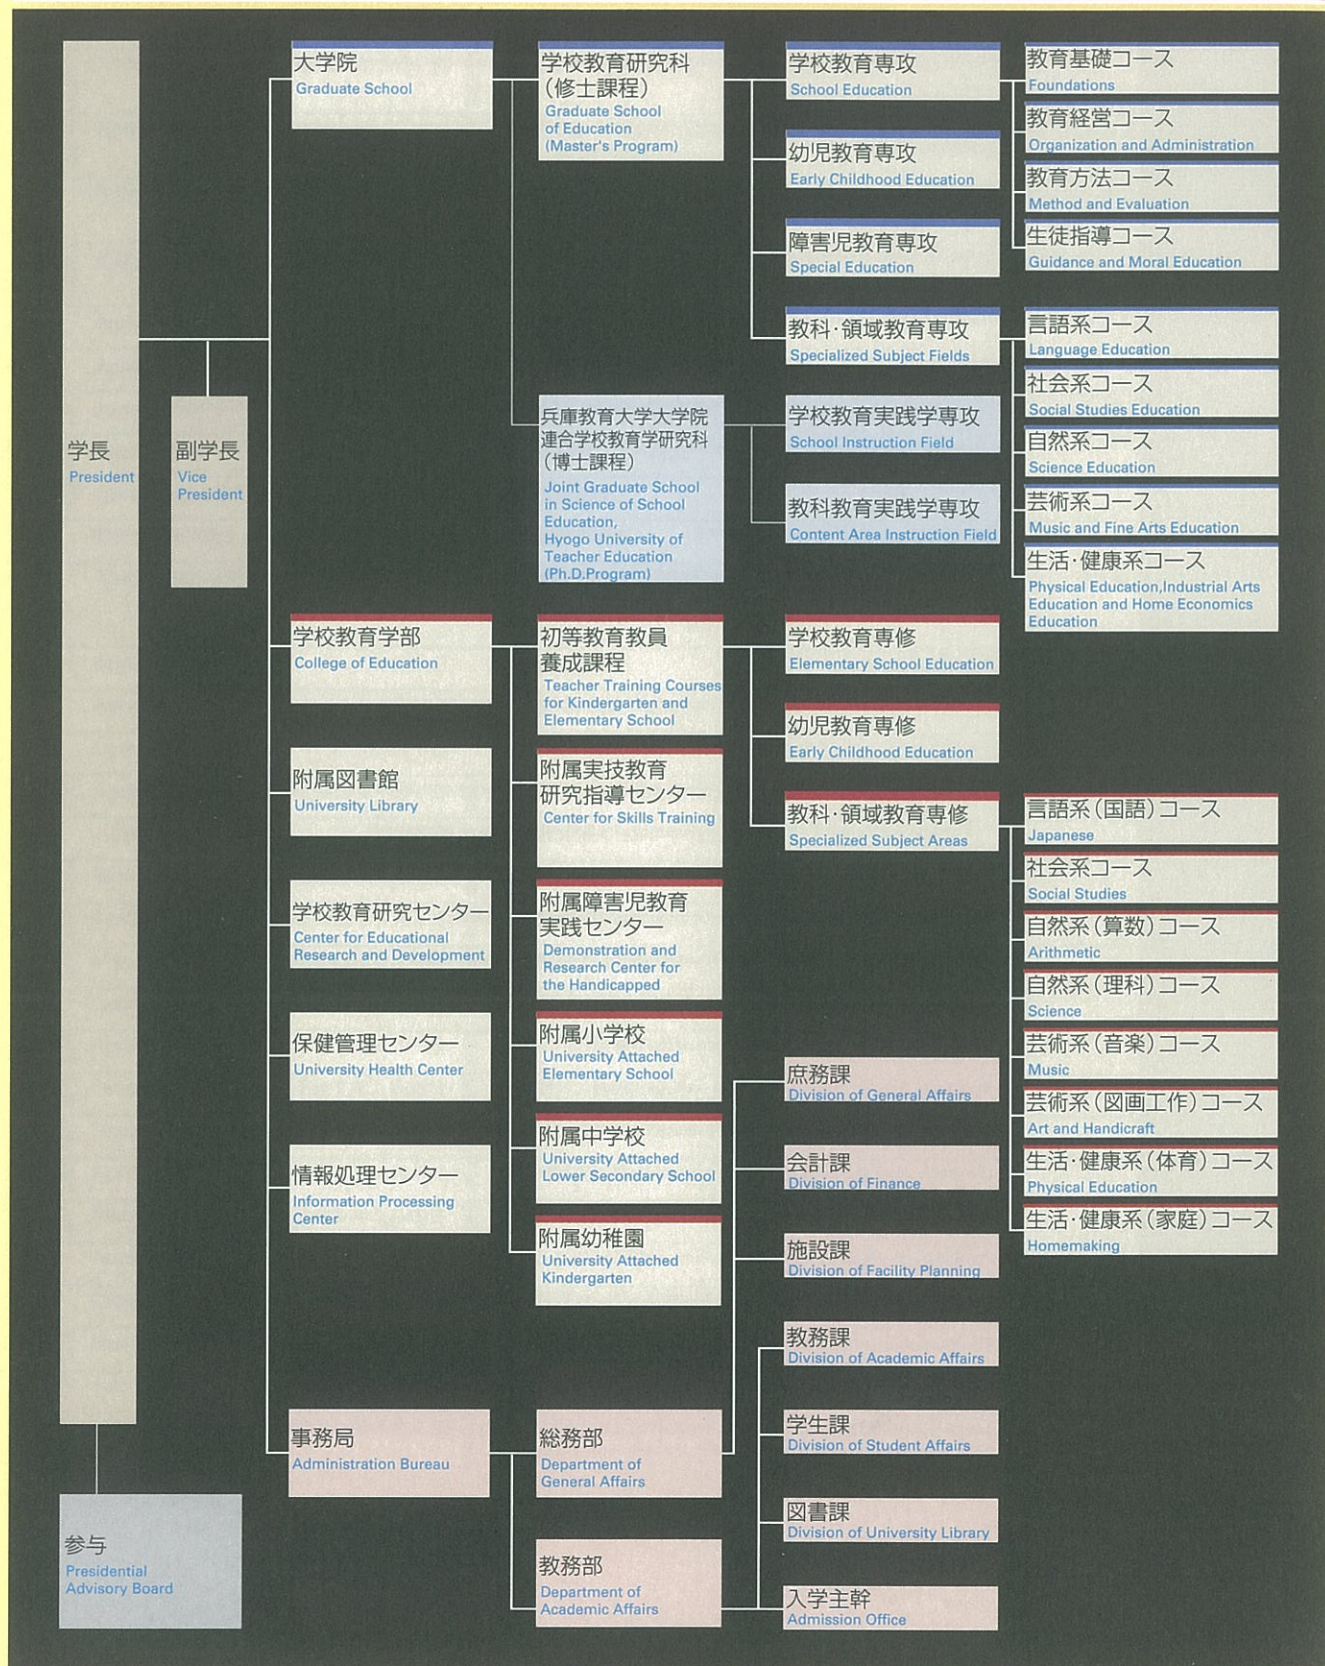 学長
President
副学長
Vice
President
参与
Presidential
Advisory Board
大学院
Graduate School
学校教育学部
College of Education
附属図書館
University Library
学校教育研究センター
Center for Educational
Research and Development
保健管理センター
University Health Center
情報処理センター
Information Processing
Center
事務局
Administration Bureau
学校教育研究科
(修士課程)
Graduate School
of Education
(Master's Program)
兵庫教育大学大学院
連合学校教育学研究科
(博士課程)
Joint Graduate School
in Science of School
Education,
Hyogo University of
Teacher Education
(Ph.D.Program)
初等教育教員
養成課程
Teacher Training Courses
for Kindergarten and
Elementary School
附属実技教育
研究指導センター
Center for Skills Training
附属障害児教育
実践センター
Demonstration and
Research Center for
the Handicapped
附属小学校
University Attached
Elementary School
附属中学校
University Attached
Lower Secondary School
附属幼稚園
University Attached
Kindergarten
総務部
Department of
General Affairs
教務部
Department of
Academic Affairs
学校教育専攻
School Education
幼児教育専攻
Early Childhood Education
障害児教育専攻
Special Education
教科・領域教育専攻
Specialized Subject Fields
学校教育実践学専攻
School Instruction Field
教科教育実践学専攻
Content Area Instruction Field
学校教育専修
Elementary School Education
幼児教育専修
Early Childhood Education
教科・領域教育専修
Specialized Subject Areas
庶務課
Division of General Affairs
会計課
Division of Finance
施設課
Division of Facility Planning
教務課
Division of Academic Affairs
学生課
Division of Student Affairs
図書課
Division of University Library
入学主幹
Admission Office
教育基礎コース
Foundations
教育経営コース
Organization and Administration
教育方法コース
Method and Evaluation
生徒指導コース
Guidance and Moral Education
言語系コース
Language Education
社会系コース
Social Studies Education
自然系コース
Science Education
芸術系コース
Music and Fine Arts Education
生活・健康系コース
Physical Education,Industrial Arts
Education and Home Economics
Education
言語系(国語)コース
Japanese
社会系コース
Social Studies
自然系(算数)コース
Arithmetic
自然系(理科)コース
Science
芸術系(音楽)コース
Music
芸術系(図画工作)コース
Art and Handicraft
生活・健康系(体育)コース
Physical Education
生活・健康系(家庭)コース
Homemaking